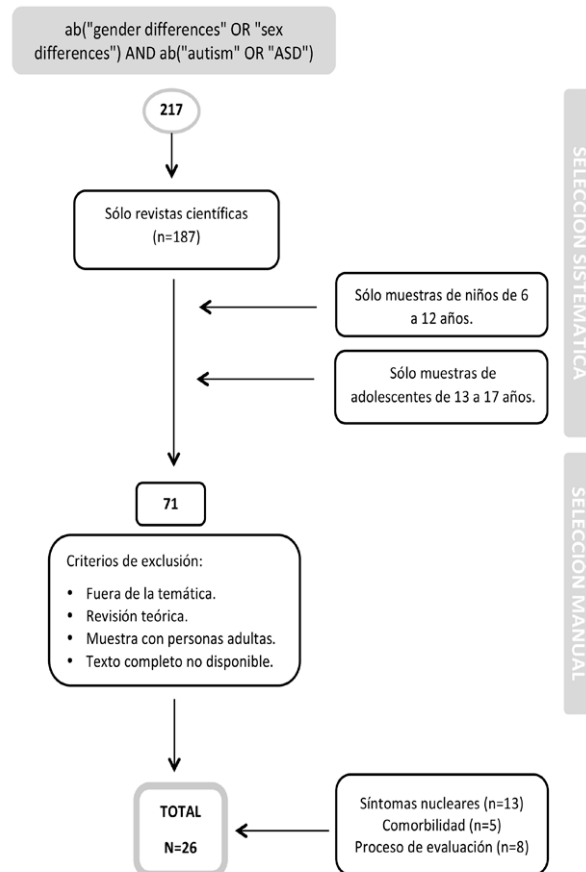 ab("gender differences" OR "sex
differences") AND ab("autism" OR "ASD")
217
Sólo revistas científicas
(n=187)
Sólo muestras de niños de 6
a 12 años.
Sólo muestras de
adolescentes de 13 a 17 años.
SELECCIÓN SISTEMÁTICA
71
Criterios de exclusión:
• Fuera de la temática.
• Revisión teórica.
• Muestra con personas adultas.
• Texto completo no disponible.
SELECCIÓN MANUAL
TOTAL
N=26
Síntomas nucleares (n=13)
Comorbilidad (n=5)
Proceso de evaluación (n=8)